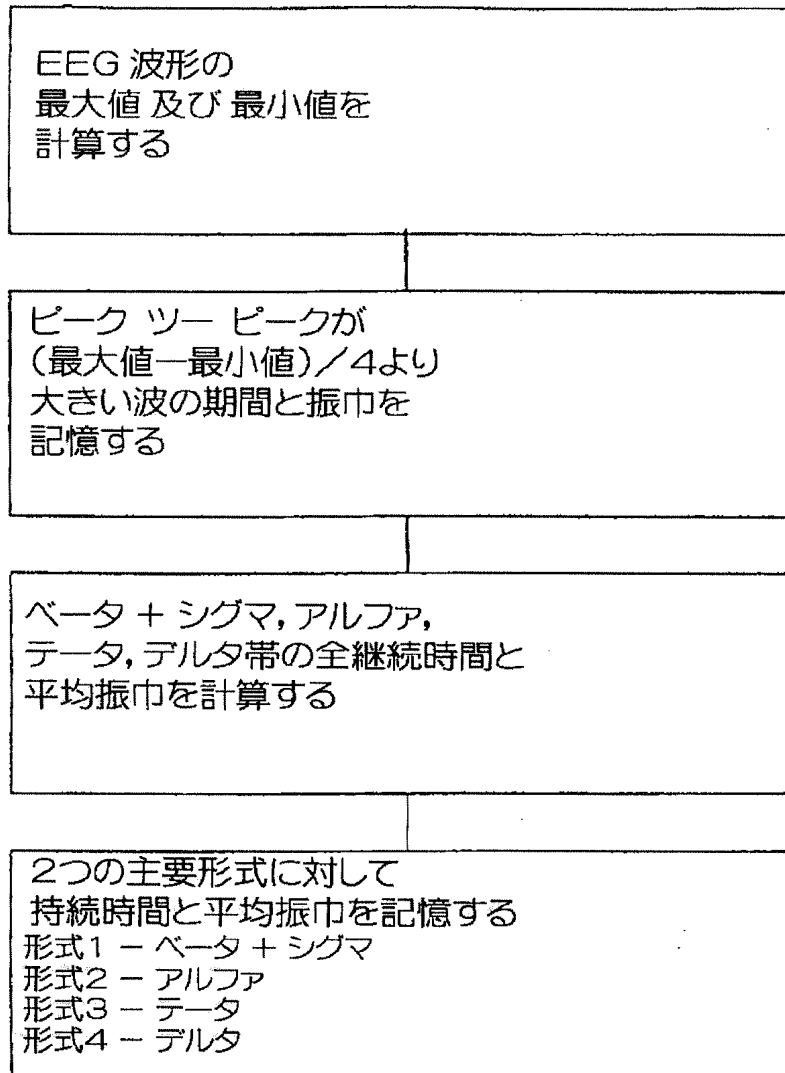 EEG 波形の
最大値 及び 最小値を
計算する
ピーク ツー ピークが
(最大値—最小値)/4より
大きい波の期間と振巾を
記憶する
ベータ + シグマ, アルファ,
テータ, デルタ帯の全継続時間と
平均振巾を計算する
2つの主要形式に対して
持続時間と平均振巾を記憶する
形式1 − ベータ + シグマ
形式2 − アルファ
形式3 − テータ
形式4 − デルタ